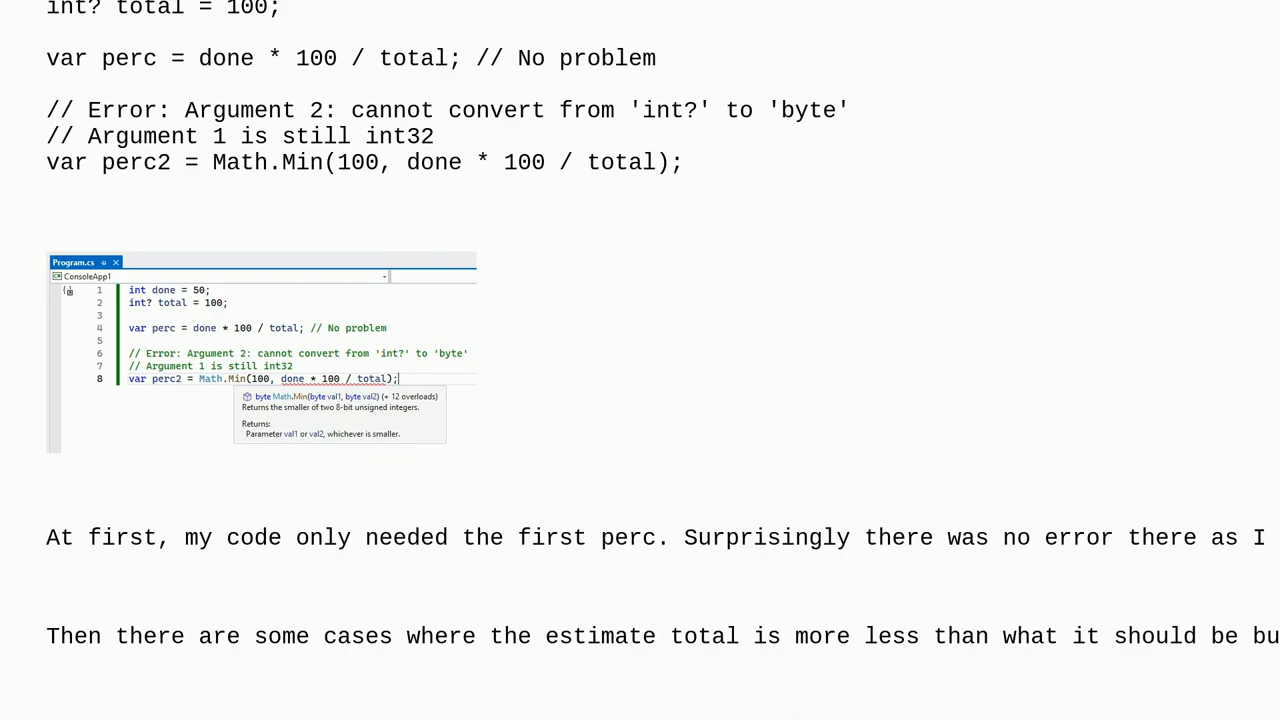 int? total = 100;
var perc = done * 100 / total; // No problem
// Error: Argument 2: cannot convert from 'int?' to 'byte'
// Argument 1 is still int32
var perc2 = Math.Min(100, done * 100 / total);
Program.cs
ConsoleApp1
1 int done = 50;
2 int? total = 100;
3
4 var perc = done * 100 / total; // No problem
5
6 // Error: Argument 2: cannot convert from 'int?' to 'byte'
7 // Argument 1 is still int32
8 var perc2 = Math.Min(100, done * 100 / total);
byte Math.Min(byte val1, byte val2) (+ 12 overloads)
Returns the smaller of two 8-bit unsigned integers.
Returns:
Parameter val1 or val2, whichever is smaller.
At first, my code only needed the first perc. Surprisingly there was no error there as I
Then there are some cases where the estimate total is more less than what it should be bu